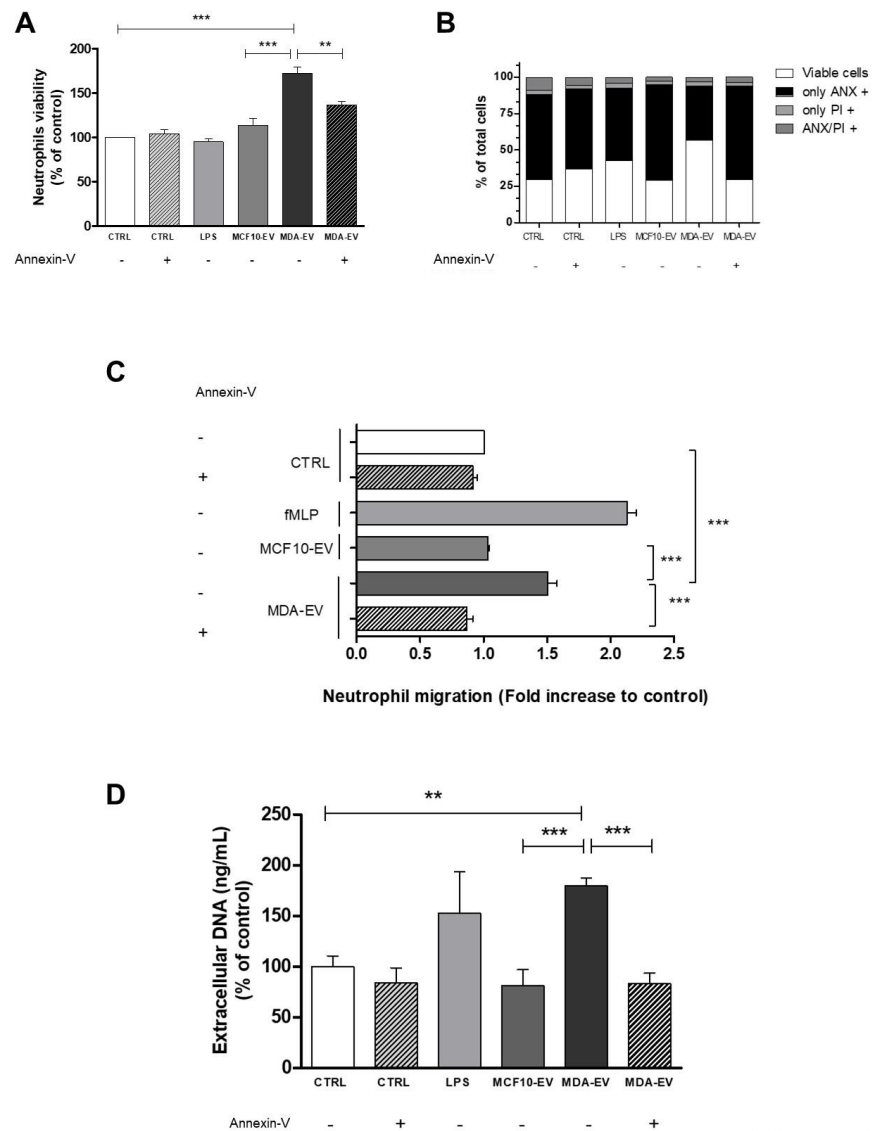 A
***
***
**
Neutrophils viability
(% of control)
200
150
100
50
0
CTRL CTRL LPS MCF10-EV MDA-EV MDA-EV
Annexin-V - + - - - +
B
% of total cells
100
75
50
25
0
CTRL CTRL LPS MCF10-EV MDA-EV MDA-EV
Annexin-V - + - - - +
Viable cells
only ANX +
only PI +
ANX/PI +
C
Annexin-V
-
CTRL
+
- fMLP
- MCF10-EV
-
MDA-EV
+
***
***
***
0.0 0.5 1.0 1.5 2.0 2.5
Neutrophil migration (Fold increase to control)
D
**
***
***
Extracellular DNA (ng/mL)
(% of control)
250
200
150
100
50
0
CTRL CTRL LPS MCF10-EV MDA-EV MDA-EV
Annexin-V - + - - - +